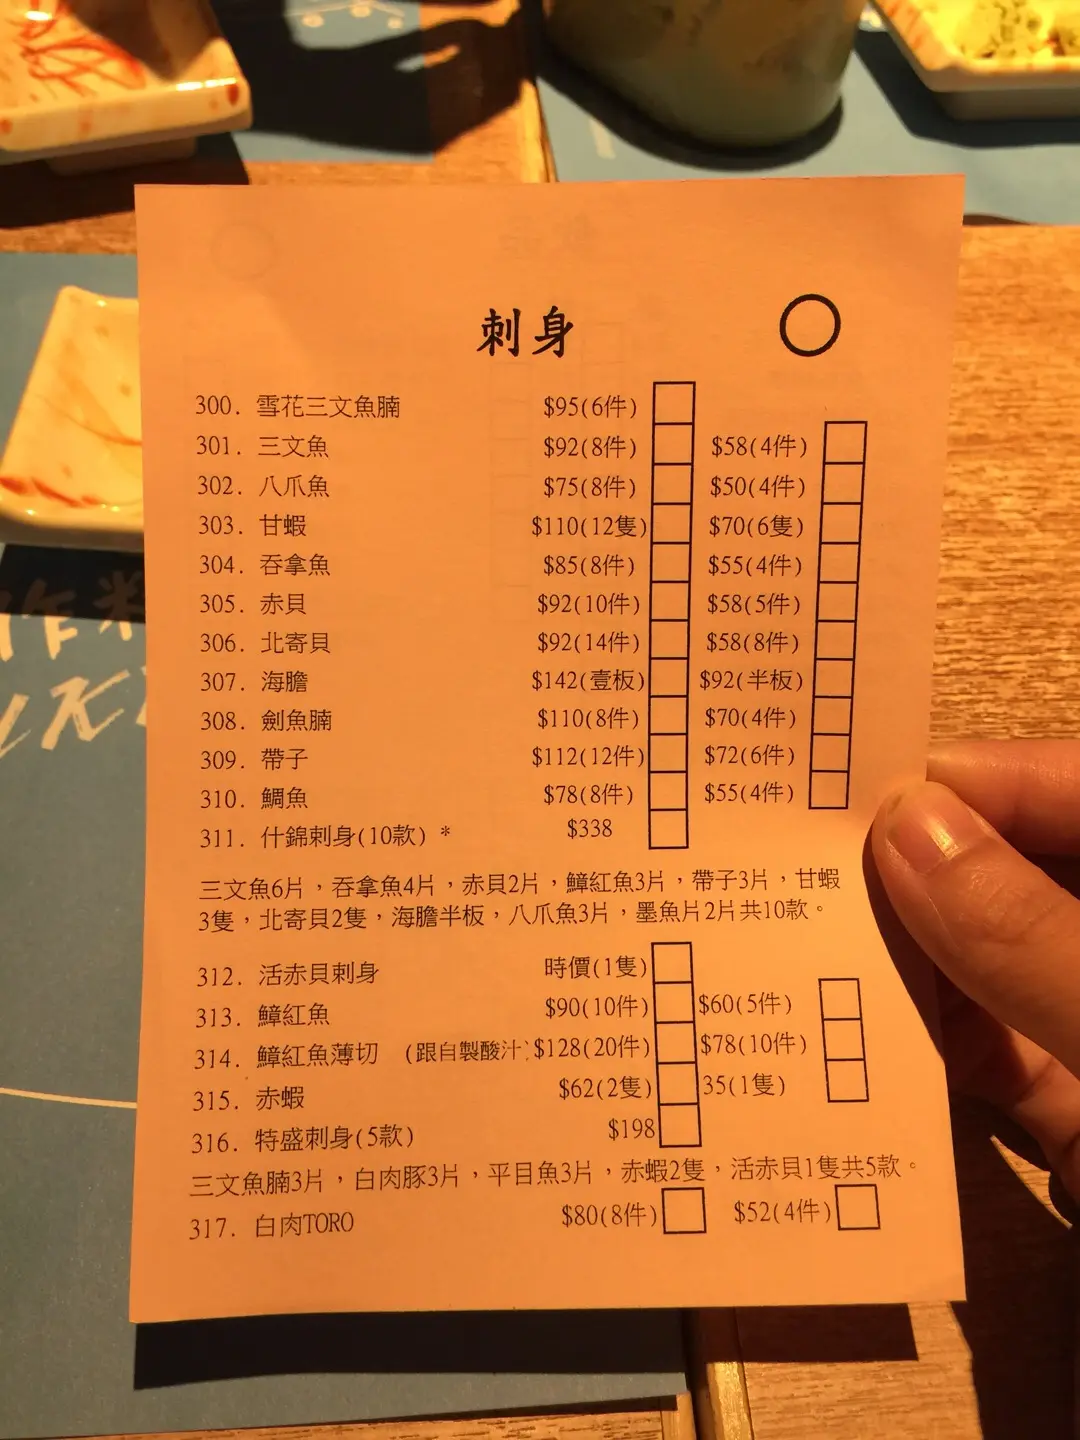 刺身
300. 雪花三文魚腩 $95(6件)
301. 三文魚 $92(8件) $58(4件)
302. 八爪魚 $75(8件) $50(4件)
303. 甘蝦 $110(12隻) $70(6隻)
304. 吞拿魚 $85(8件) $55(4件)
305. 赤貝 $92(10件) $58(5件)
306. 北寄貝 $92(14件) $58(8件)
307. 海膽 $142(壹板) $92(半板)
308. 劍魚腩 $110(8件) $70(4件)
309. 帶子 $112(12件) $72(6件)
310. 鯛魚 $78(8件) $55(4件)
311. 什錦刺身(10款) * $338
三文魚6片，吞拿魚4片，赤貝2片，鱆紅魚3片，帶子3片，甘蝦
3隻，北寄貝2隻，海膽半板，八爪魚3片，墨魚片2片共10款。
312. 活赤貝刺身 時價(1隻)
313. 鱆紅魚 $90(10件) $60(5件)
314. 鱆紅魚薄切 (跟自製酸汁) $128(20件) $78(10件)
315. 赤蝦 $62(2隻) 35(1隻)
316. 特盛刺身(5款) $198
三文魚腩3片，白肉豚3片，平目魚3片，赤蝦2隻，活赤貝1隻共5款。
317. 白肉TORO $80(8件) $52(4件)